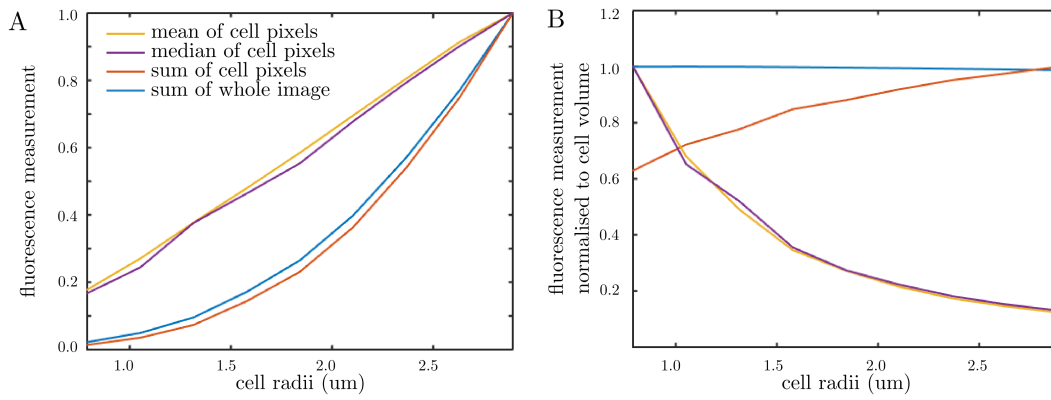 A
mean of cell pixels
median of cell pixels
sum of cell pixels
sum of whole image
fluorescence measurement
1.0
0.8
0.6
0.4
0.2
0.0
1.0
1.5
2.0
2.5
cell radii (um)
B
fluorescence measurement
normalised to cell volume
1.2
1.0
0.8
0.6
0.4
0.2
1.0
1.5
2.0
2.5
cell radii (um)